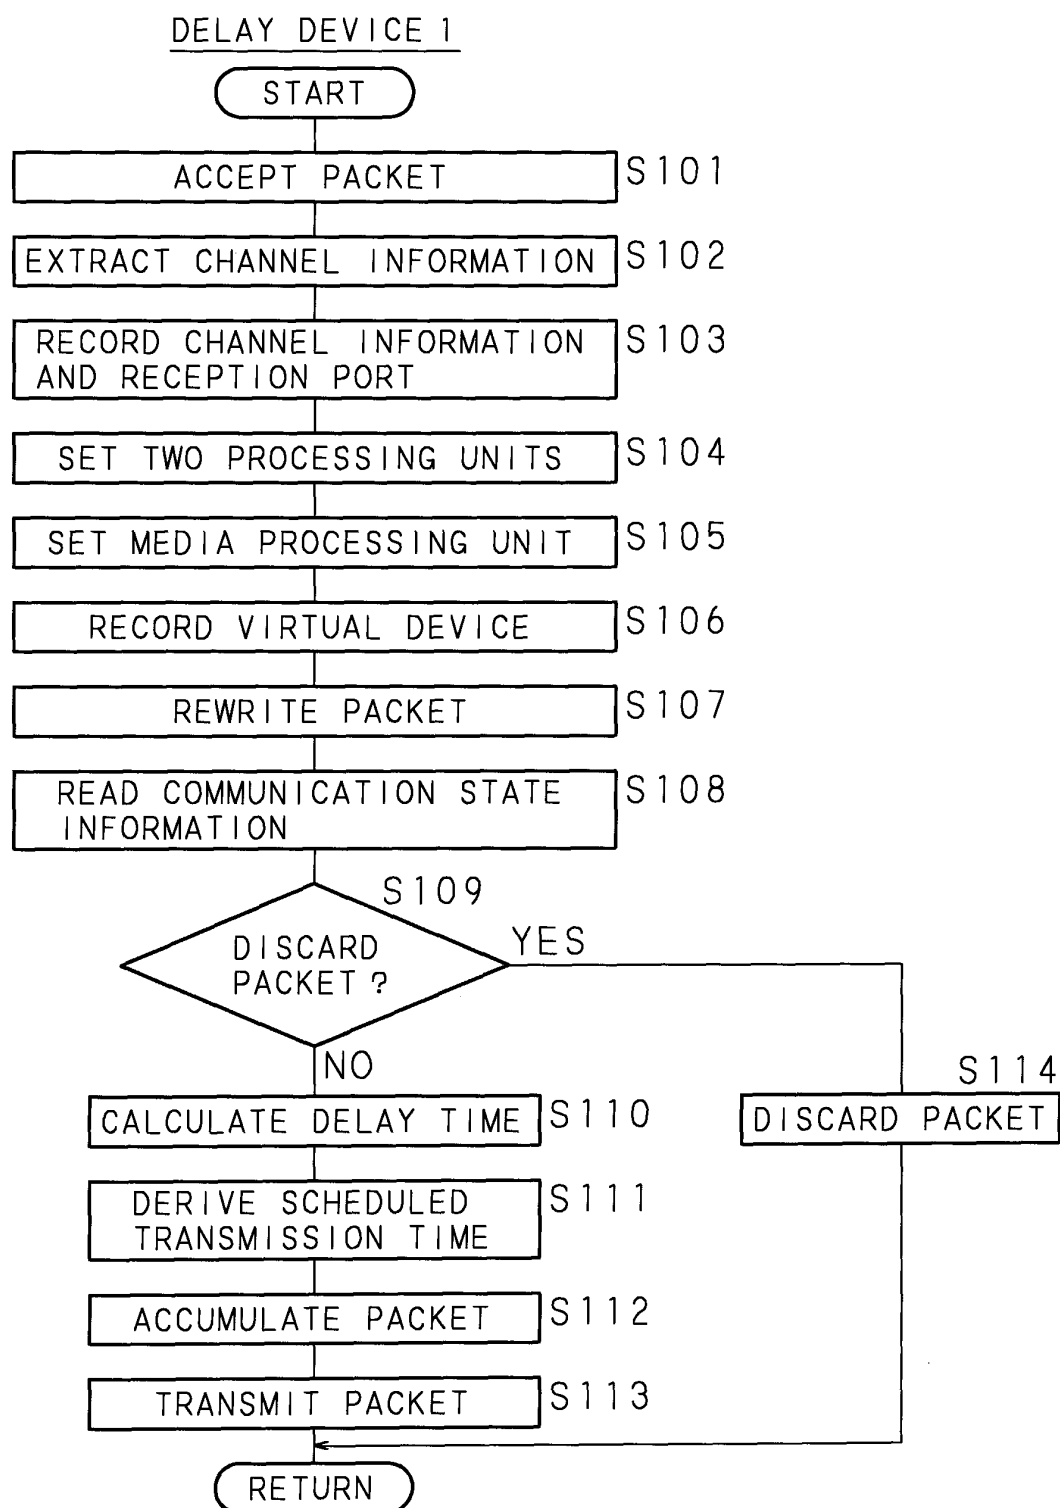 DELAY DEVICE 1
START
ACCEPT PACKET
S101
EXTRACT CHANNEL INFORMATION
S102
RECORD CHANNEL INFORMATION
AND RECEPTION PORT
S103
SET TWO PROCESSING UNITS
S104
SET MEDIA PROCESSING UNIT
S105
RECORD VIRTUAL DEVICE
S106
REWRITE PACKET
S107
READ COMMUNICATION STATE
INFORMATION
S108
S109
DISCARD
PACKET?
YES
NO
S114
DISCARD PACKET
CALCULATE DELAY TIME
S110
DERIVE SCHEDULED
TRANSMISSION TIME
S111
ACCUMULATE PACKET
S112
TRANSMIT PACKET
S113
RETURN